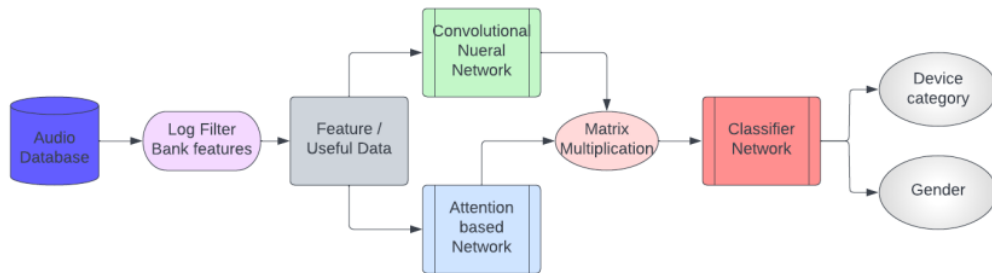 Audio
Database
Log Filter
Bank features
Feature /
Useful Data
Convolutional
Nueral
Network
Attention
based
Network
Matrix
Multiplication
Classifier
Network
Device
category
Gender